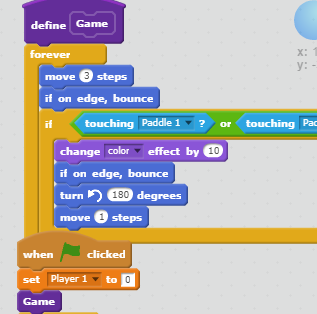 define Game
forever
move 3 steps
if on edge, bounce
if touching Paddle 1 ? or touching
change color effect by 10
if on edge, bounce
turn 180 degrees
move 1 steps
when clicked
set Player 1 to 0
Game
x: 1
y: -